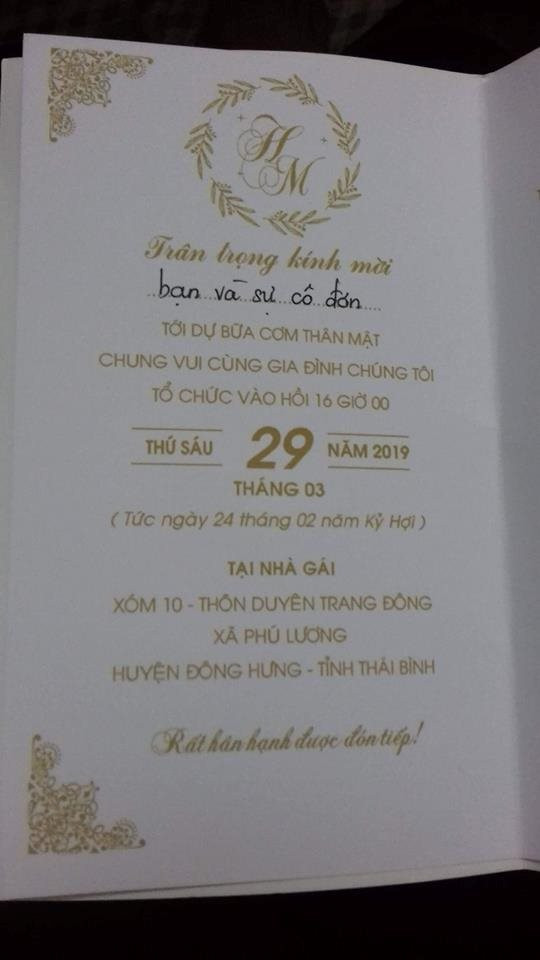 H
M
Trân trọng kính mời
bạn và sự cô đơn
TỚI DỰ BỮA CƠM THÂN MẬT
CHUNG VUI CÙNG GIA ĐÌNH CHÚNG TÔI
TỔ CHỨC VÀO HỒI 16 GIỜ 00
THỨ SÁU 29 NĂM 2019
THÁNG 03
( Tức ngày 24 tháng 02 năm Kỷ Hợi )
TẠI NHÀ GÁI
XÓM 10 - THÔN DUYÊN TRANG ĐÔNG
XÃ PHÚ LƯƠNG
HUYỆN ĐÔNG HƯNG - TỈNH THÁI BÌNH
Rất hân hạnh được đón tiếp!